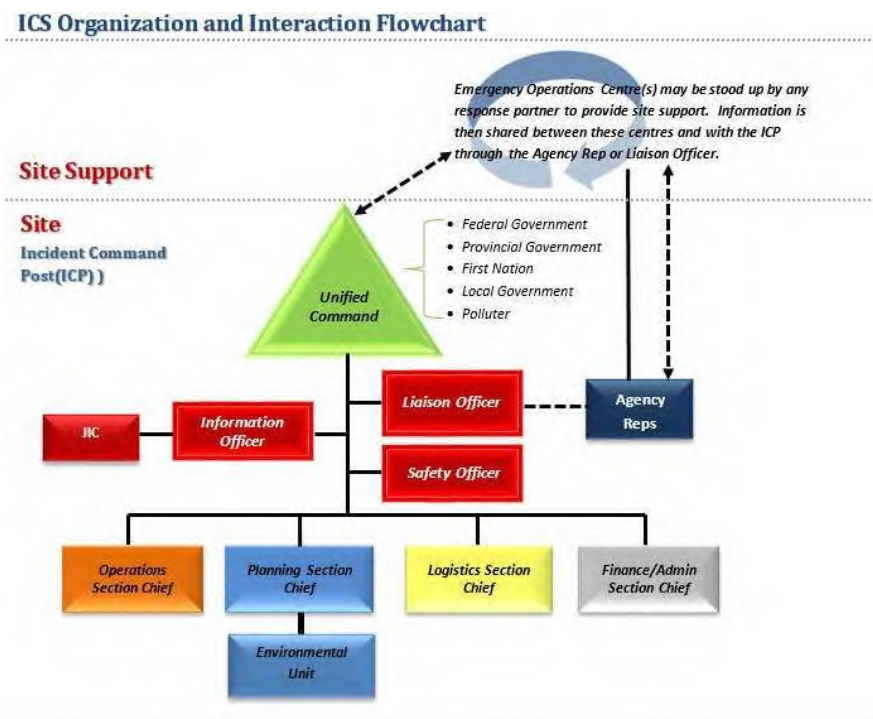 ICS Organization and Interaction Flowchart
Emergency Operations Centre(s) may be stood up by any
response partner to provide site support. Information is
then shared between these centres and with the ICP
through the Agency Rep or Liaison Officer.
Site Support
Site
Incident Command
Post(ICP) )
• Federal Government
• Provincial Government
• First Nation
• Local Government
• Polluter
Unified
Command
Liaison Officer
Agency
Reps
JIC
Information
Officer
Safety Officer
Operations
Section Chief
Planning Section
Chief
Logistics Section
Chief
Finance/Admin
Section Chief
Environmental
Unit